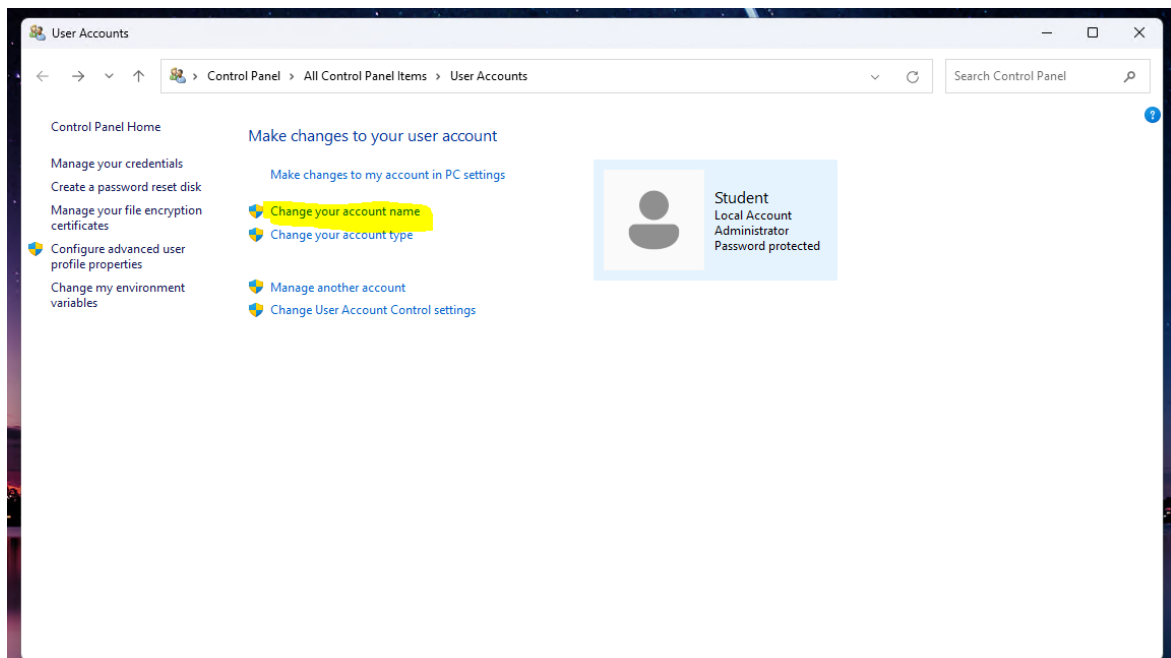 User Accounts
Control Panel > All Control Panel Items > User Accounts
Search Control Panel
Control Panel Home
Manage your credentials
Create a password reset disk
Manage your file encryption
certificates
Configure advanced user
profile properties
Change my environment
variables
Make changes to your user account
Make changes to my account in PC settings
Change your account name
Change your account type
Manage another account
Change User Account Control settings
Student
Local Account
Administrator
Password protected
?